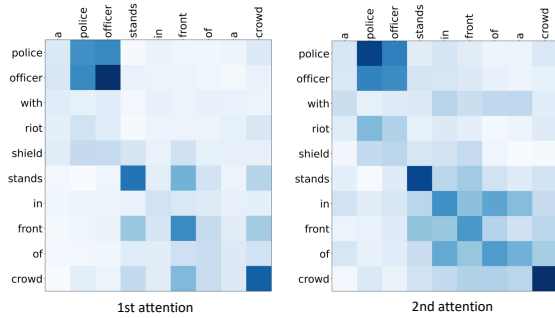 a police officer stands in front of a crowd
police
officer
with
riot
shield
stands
in
front
of
crowd
1st attention
a police officer stands in front of a crowd
police
officer
with
riot
shield
stands
in
front
of
crowd
2nd attention